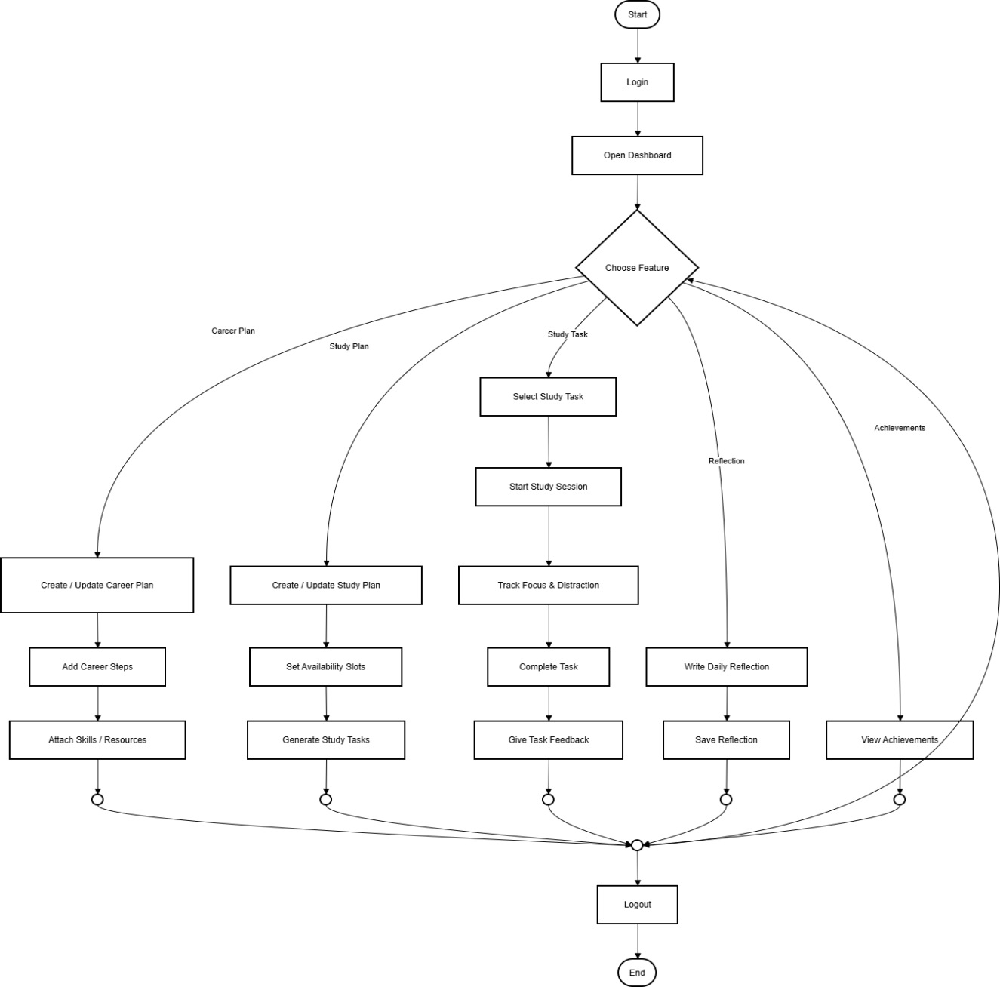 Start
Login
Open Dashboard
Choose Feature
Career Plan
Study Plan
Study Task
Reflection
Achievements
Select Study Task
Start Study Session
Create / Update Career Plan
Create / Update Study Plan
Track Focus & Distraction
Add Career Steps
Set Availability Slots
Complete Task
Write Daily Reflection
Attach Skills / Resources
Generate Study Tasks
Give Task Feedback
Save Reflection
View Achievements
Logout
End